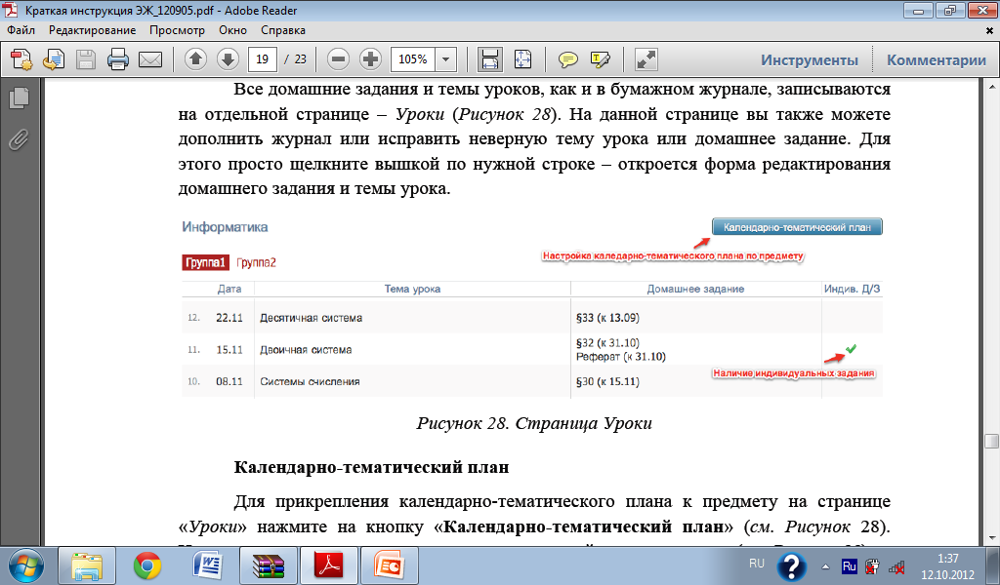 Краткая инструкция ЭЖ_120905.pdf - Adobe Reader
Файл Редактирование Просмотр Окно Справка
19 / 23 105% Инструменты Комментарии
Все домашние задания и темы уроков, как и в бумажном журнале, записываются
на отдельной странице – Уроки (Рисунок 28). На данной странице вы также можете
дополнить журнал или исправить неверную тему урока или домашнее задание. Для
этого просто щелкните вышкой по нужной строке – откроется форма редактирования
домашнего задания и темы урока.
Информатика
Календарно-тематический план
Настройка каледарно-тематического плана по предмету
Группа1 Группа2
Дата Тема урока Домашнее задание Индив. Д/З
12. 22.11 Десятичная система §33 (к 13.09)
11. 15.11 Двоичная система §32 (к 31.10)
Реферат (к 31.10)
Наличие индивидуальных задания
10. 08.11 Системы счисления §30 (к 15.11)
Рисунок 28. Страница Уроки
Календарно-тематический план
Для прикрепления календарно-тематического плана к предмету на странице
«Уроки» нажмите на кнопку «Календарно-тематический план» (см. Рисунок 28).
RU Ru 1:37
12.10.2012